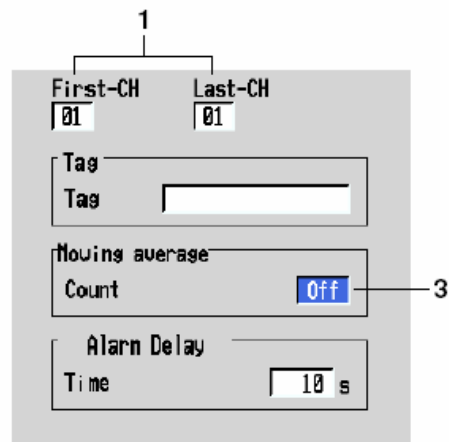 1
First-CH Last-CH
01 01
Tag
Tag
Moving average
Count Off
3
Alarm Delay
Time 10 s